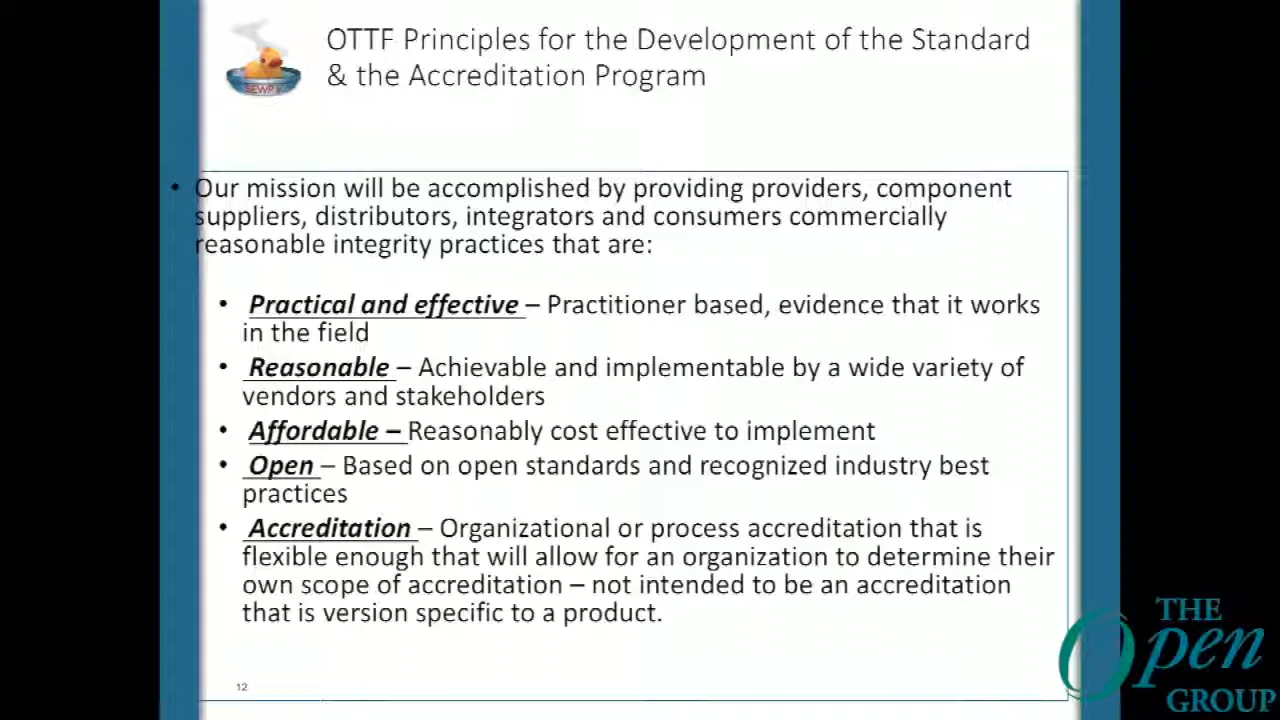 OTTF Principles for the Development of the Standard
& the Accreditation Program
• Our mission will be accomplished by providing providers, component
suppliers, distributors, integrators and consumers commercially
reasonable integrity practices that are:
• Practical and effective – Practitioner based, evidence that it works
in the field
• Reasonable – Achievable and implementable by a wide variety of
vendors and stakeholders
• Affordable – Reasonably cost effective to implement
• Open – Based on open standards and recognized industry best
practices
• Accreditation – Organizational or process accreditation that is
flexible enough that will allow for an organization to determine their
own scope of accreditation – not intended to be an accreditation
that is version specific to a product.
12
THE
Open
GROUP